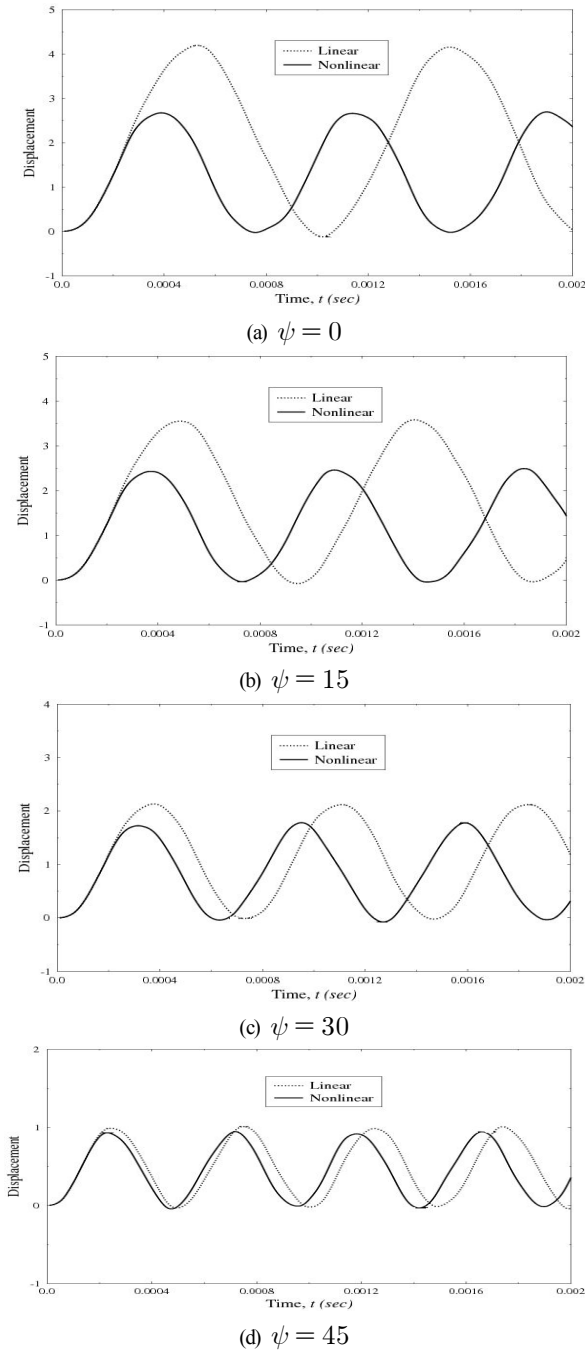 5
4
3
2
1
0
-1
Displacement
Linear
Nonlinear
0.0 0.0004 0.0008 0.0012 0.0016 0.002
Time, t (sec)
(a) ψ = 0
5
4
3
2
1
0
-1
Displacement
Linear
Nonlinear
0.0 0.0004 0.0008 0.0012 0.0016 0.002
Time, t (sec)
(b) ψ = 15
4
3
2
1
0
-1
Displacement
Linear
Nonlinear
0.0 0.0004 0.0008 0.0012 0.0016 0.002
Time, t (sec)
(c) ψ = 30
2
1
0
-1
Displacement
Linear
Nonlinear
0.0 0.0004 0.0008 0.0012 0.0016 0.002
Time, t (sec)
(d) ψ = 45